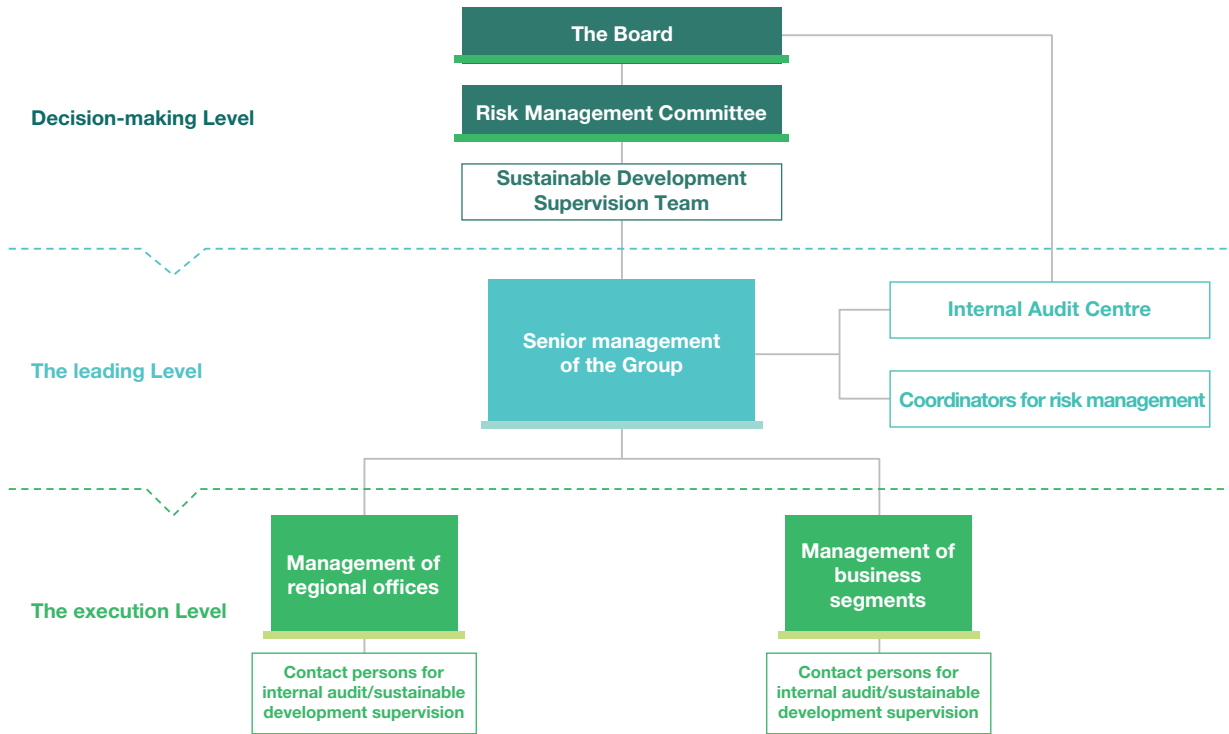 The Board
Decision-making Level
Risk Management Committee
Sustainable Development
Supervision Team
The leading Level
Senior management
of the Group
Internal Audit Centre
Coordinators for risk management
The execution Level
Management of
regional offices
Contact persons for
internal audit/sustainable
development supervision
Management of
business
segments
Contact persons for
internal audit/sustainable
development supervision